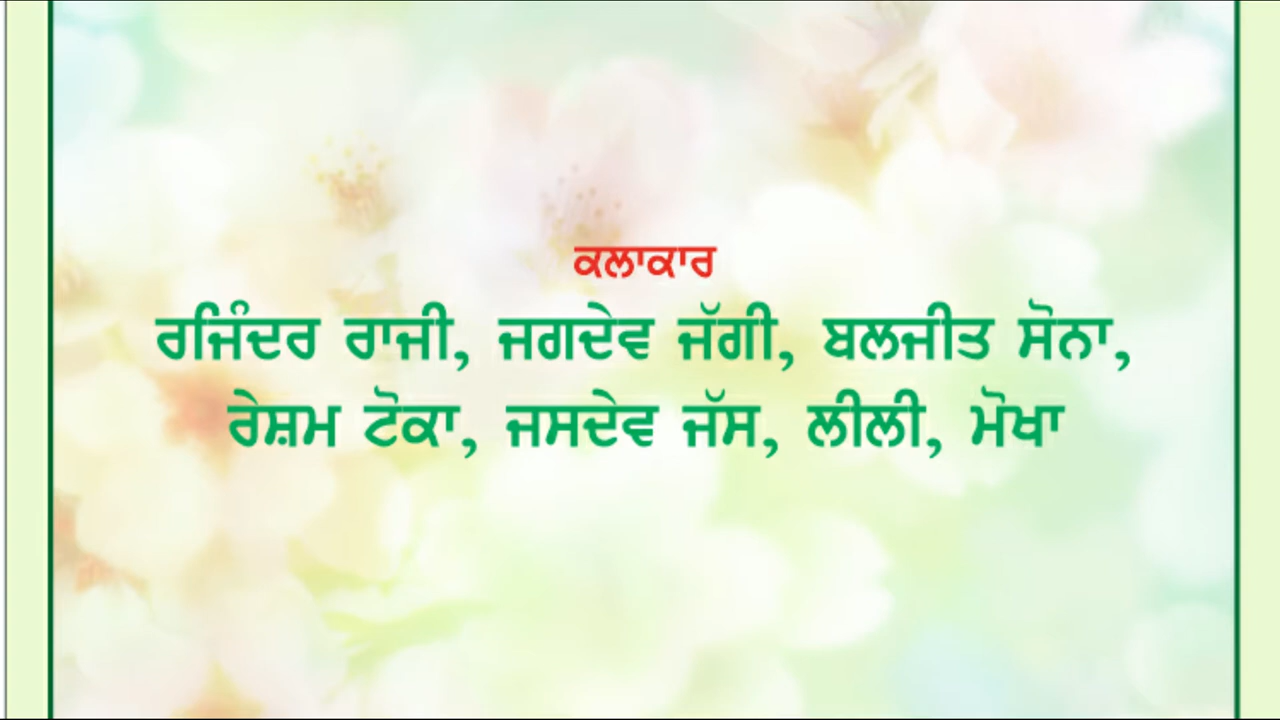 ਕਲਾਕਾਰ
ਰਜਿੰਦਰ ਰਾਜੀ, ਜਗਦੇਵ ਜੱਗੀ, ਬਲਜੀਤ ਸੋਨਾ,
ਰੇਸ਼ਮ ਟੋਕਾ, ਜਸਦੇਵ ਜੱਸ, ਲੀਲੀ, ਮੋਖਾ